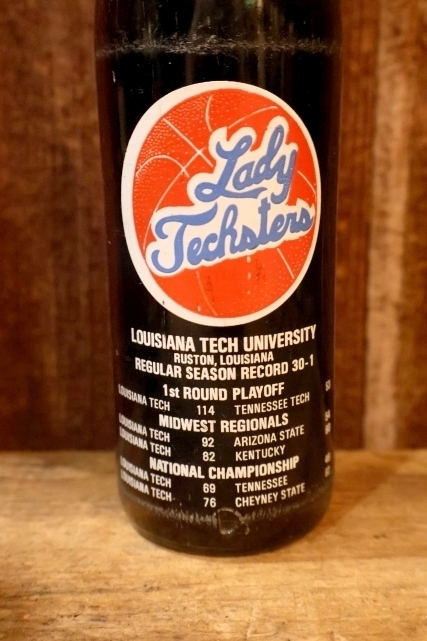 Lady
Techsters
LOUISIANA TECH UNIVERSITY
RUSTON, LOUISIANA
REGULAR SEASON RECORD 30-1
1st ROUND PLAYOFF
LOUISIANA TECH 114 TENNESSEE TECH 53
MIDWEST REGIONALS
LOUISIANA TECH 92 ARIZONA STATE 54
LOUISIANA TECH 82 KENTUCKY
NATIONAL CHAMPIONSHIP
LOUISIANA TECH 69 TENNESSEE
LOUISIANA TECH 76 CHEYNEY STATE